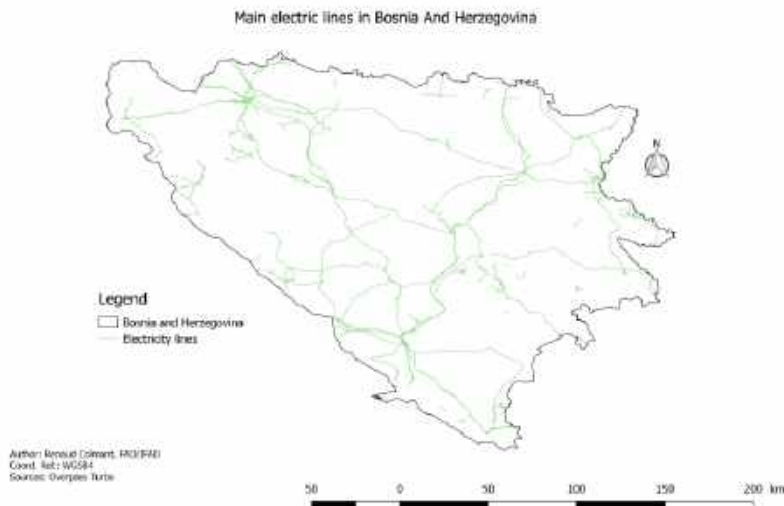 Main electric lines in Bosnia And Herzegovina
N
Legend
Bosnia and Herzegovina
Electricity lines
Author: Renaud Colmant, FAO/IFAD
Coord. Ref.: WGS84
Sources: Overpass Turbo
50 0 50 100 150 200 km